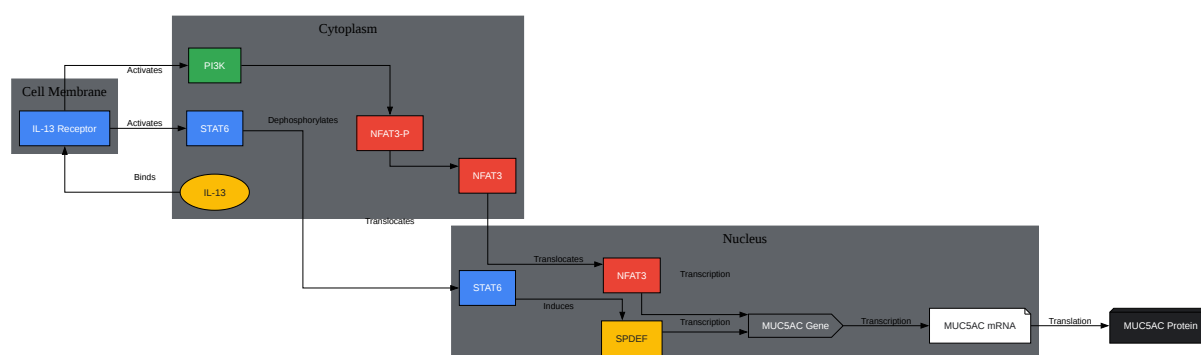 Cytoplasm
PI3K
Activates
Cell Membrane
IL-13 Receptor
Activates
STAT6
Dephosphorylates
NFAT3-P
NFAT3
Binds
IL-13
Translocates
Nucleus
Translocates
NFAT3
Transcription
STAT6
Induces
SPDEF
Transcription
MUC5AC Gene
Transcription
MUC5AC mRNA
Translation
MUC5AC Protein